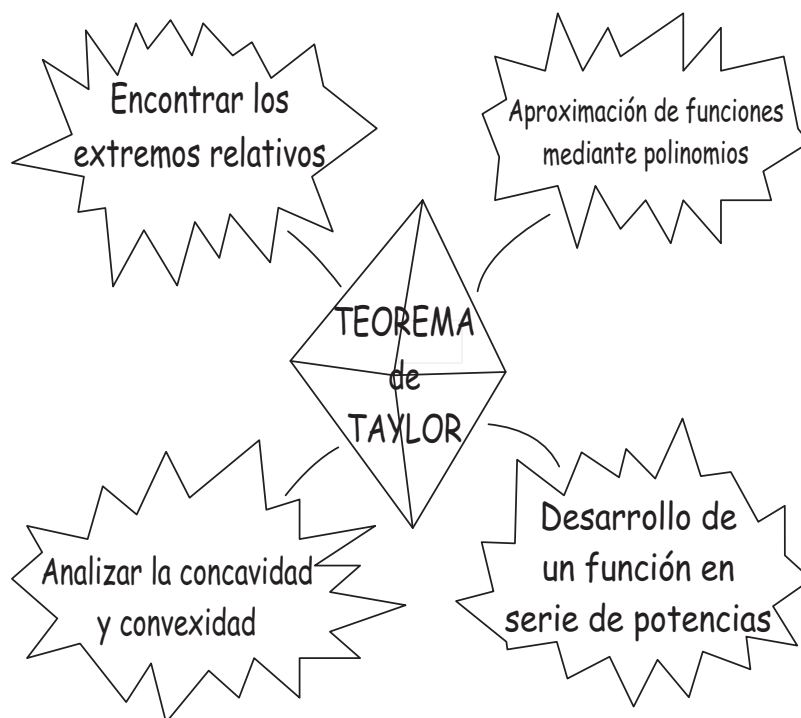 Encontrar los
extremos relativos
Aproximación de funciones
mediante polinomios
TEOREMA
de
TAYLOR
Analizar la concavidad
y convexidad
Desarrollo de
un función en
serie de potencias